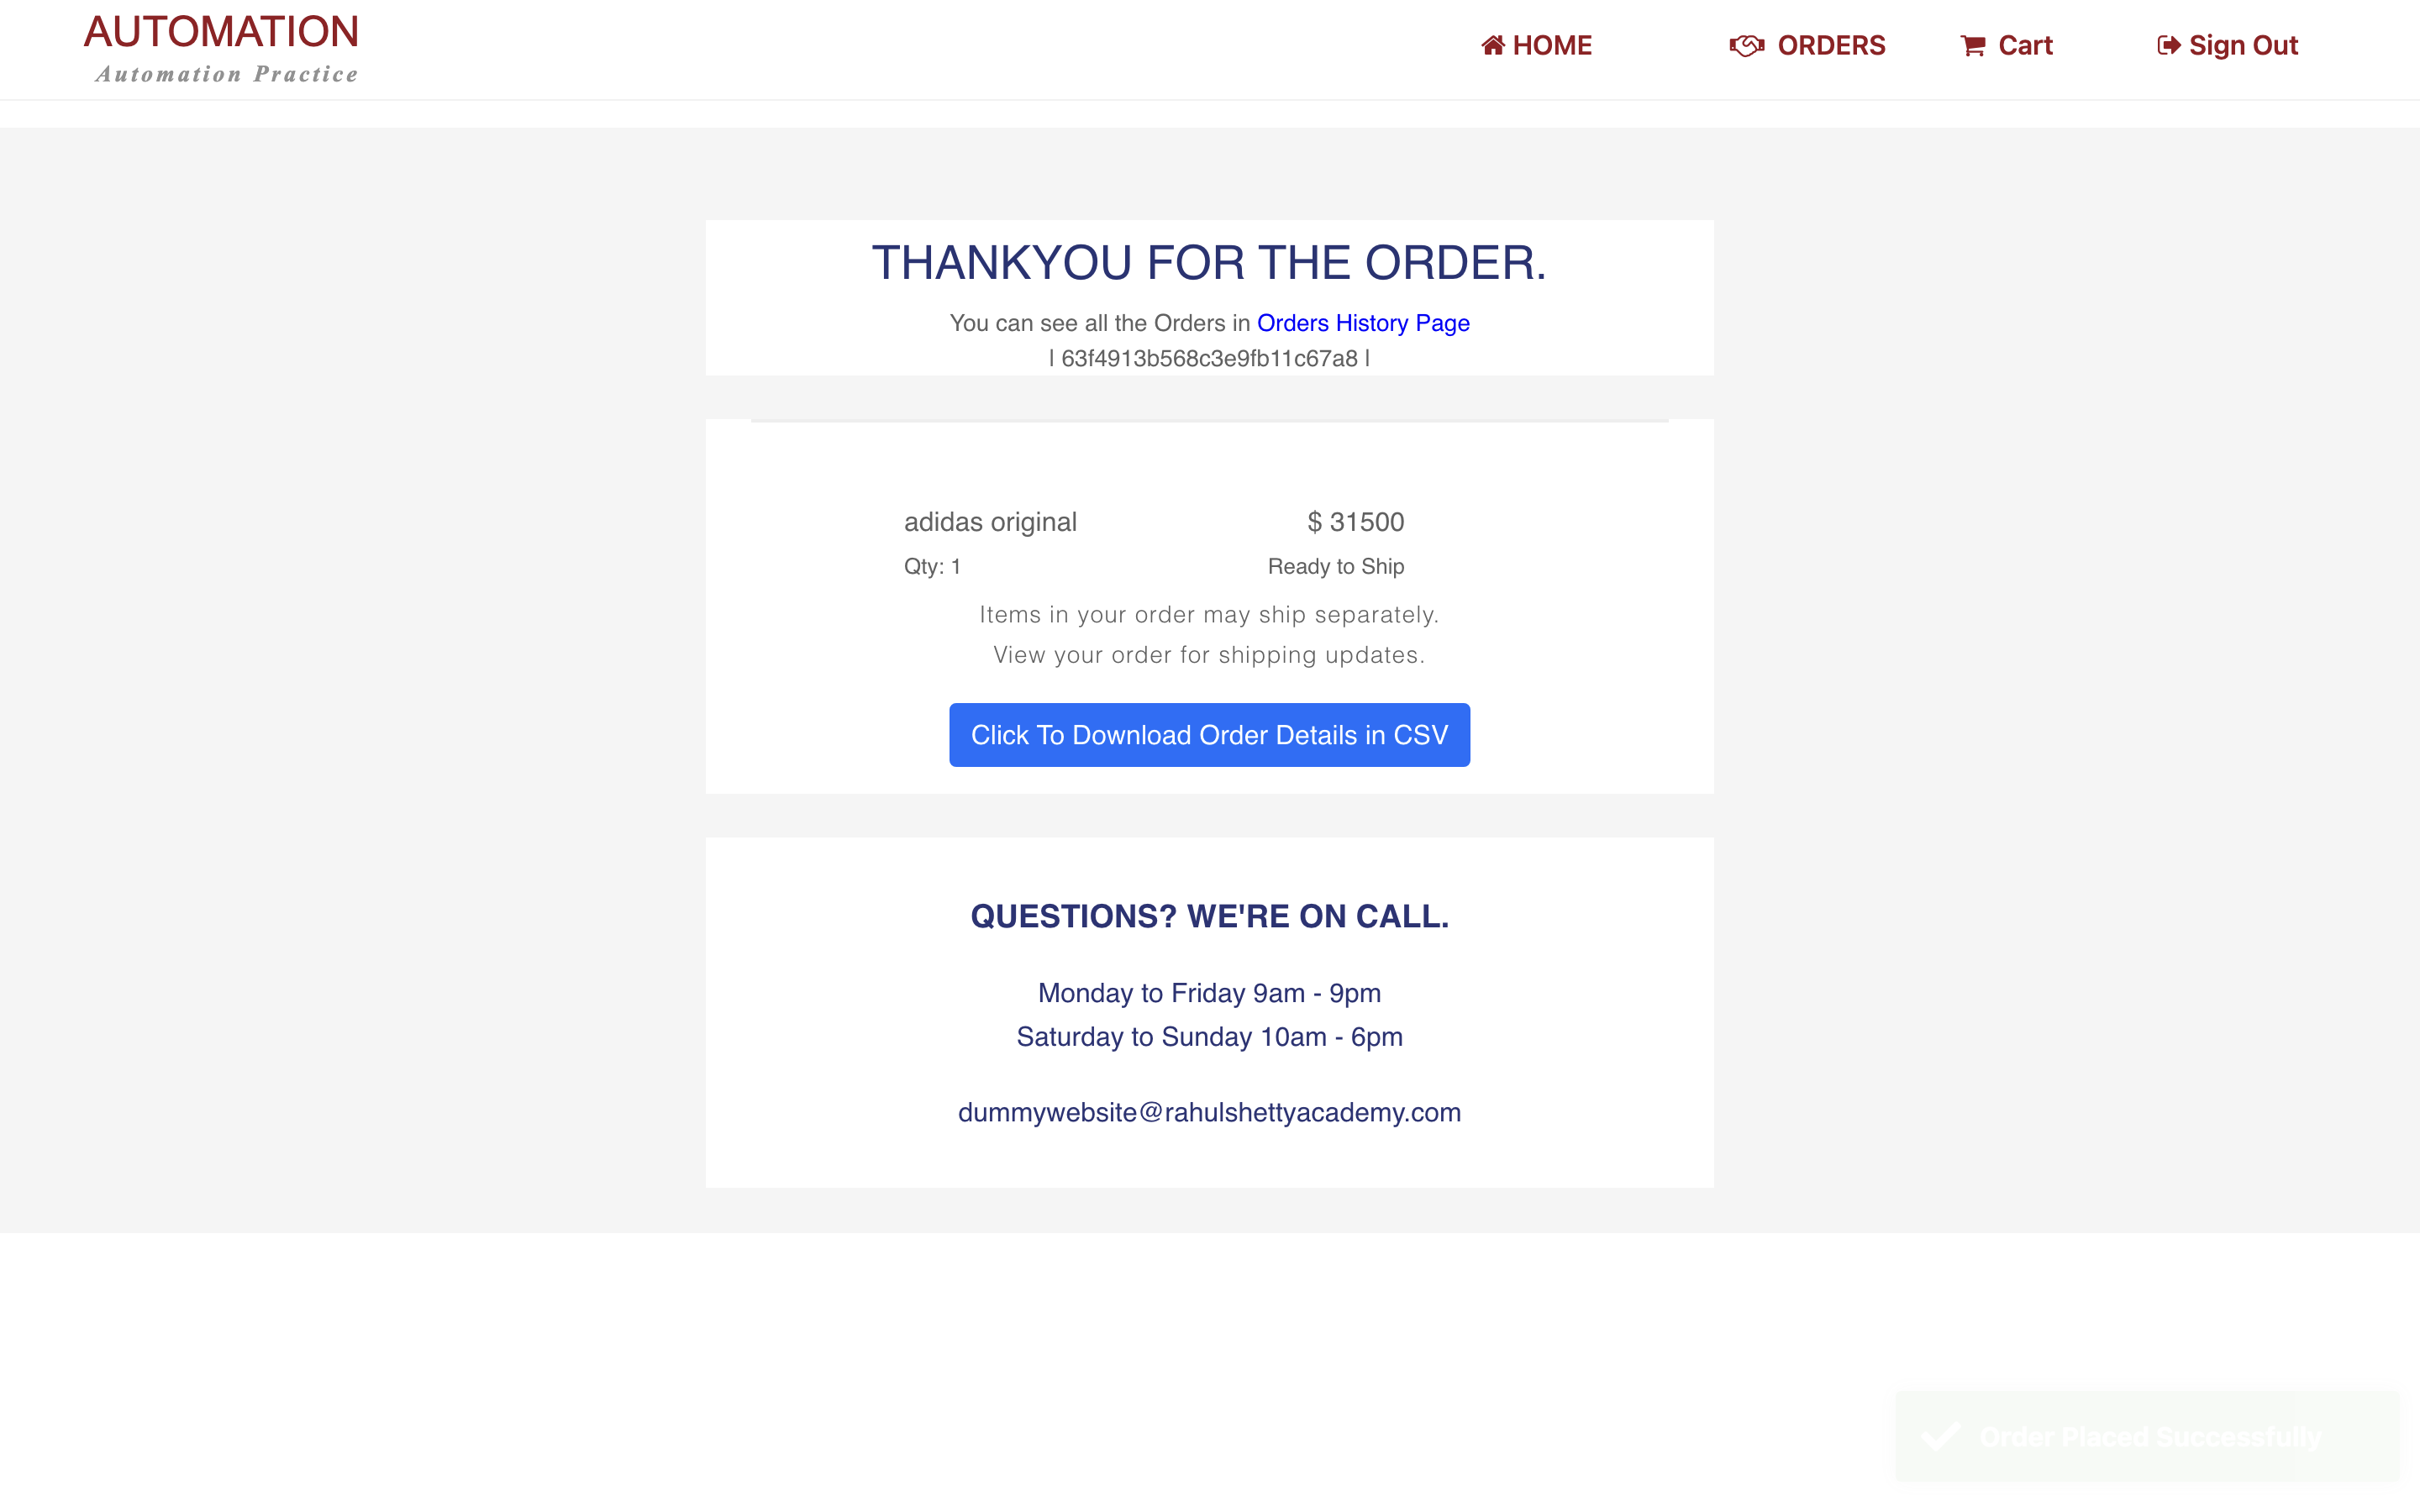 AUTOMATION
Automation Practice
HOME
ORDERS
Cart
Sign Out
THANKYOU FOR THE ORDER.
You can see all the Orders in Orders History Page
| 63f4913b568c3e9fb11c67a8 |
adidas original
$ 31500
Qty: 1
Ready to Ship
Items in your order may ship separately.
View your order for shipping updates.
Click To Download Order Details in CSV
QUESTIONS? WE'RE ON CALL.
Monday to Friday 9am - 9pm
Saturday to Sunday 10am - 6pm
dummywebsite@rahulshettyacademy.com
Order Placed Successfully